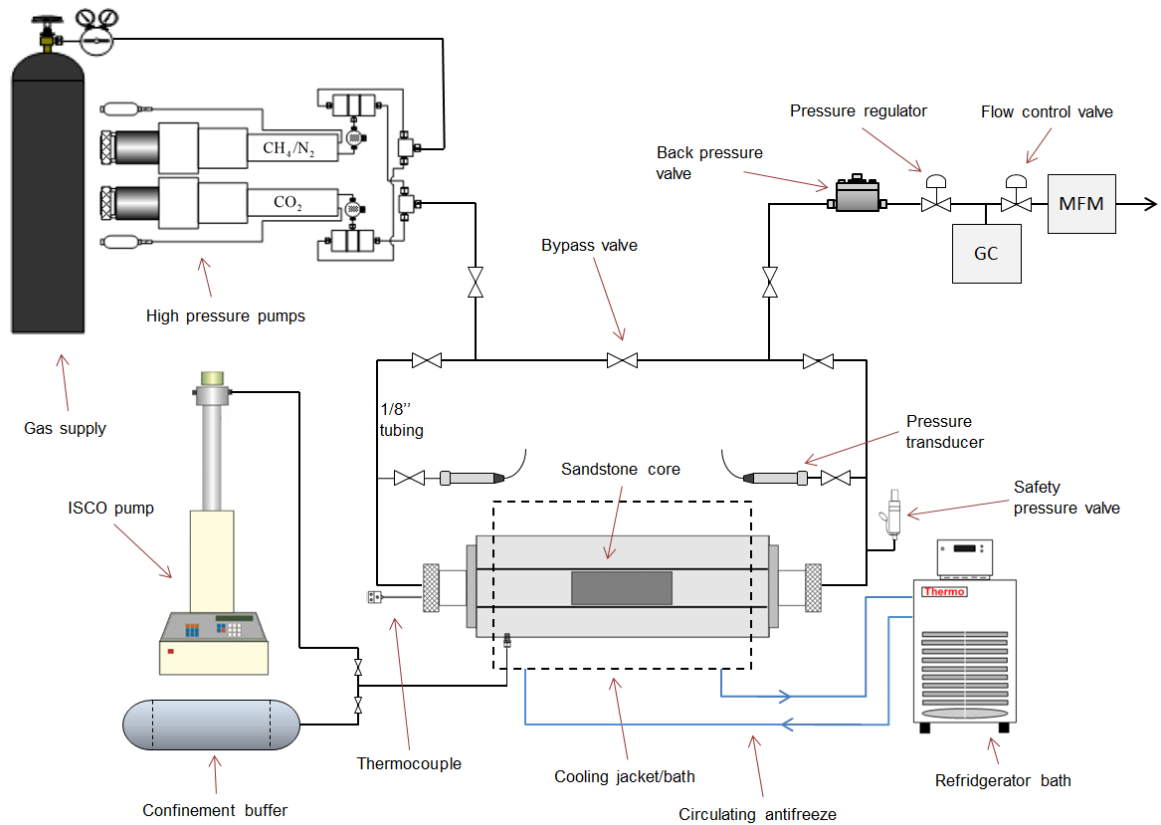 Pressure regulator
Flow control valve
Back pressure
valve
CH4/N2
CO2
MFM
GC
Bypass valve
High pressure pumps
Gas supply
1/8’’
tubing
Pressure
transducer
Sandstone core
ISCO pump
Safety
pressure valve
Thermo
Thermocouple
Cooling jacket/bath
Refridgerator bath
Confinement buffer
Circulating antifreeze